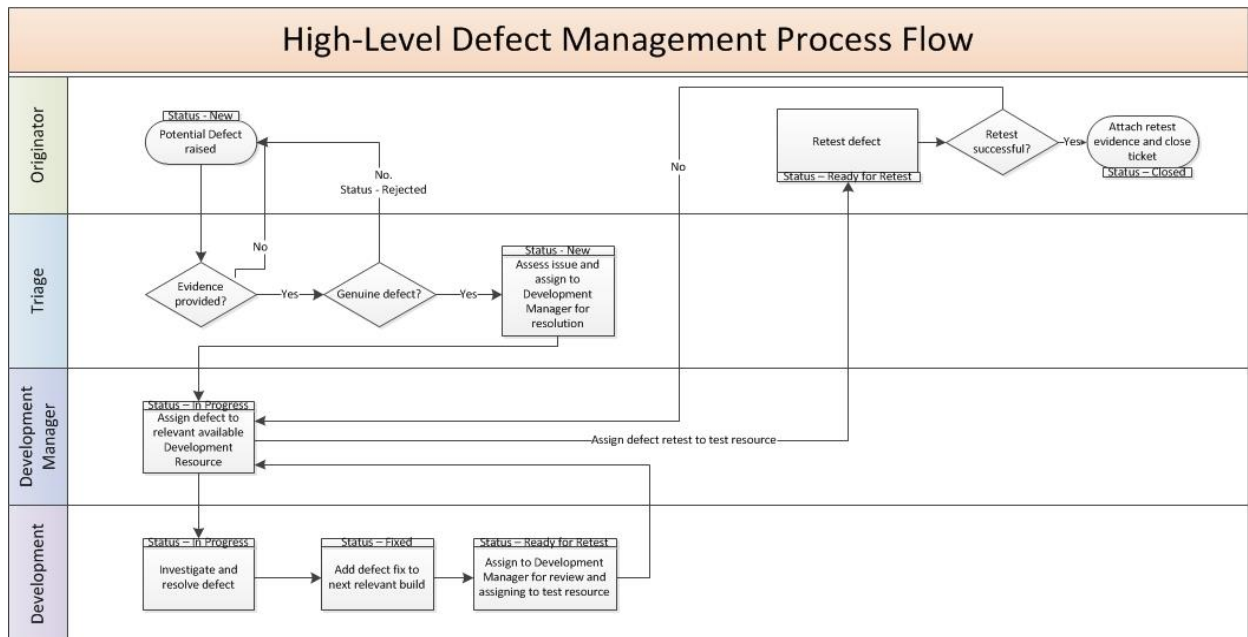 High-Level Defect Management Process Flow
Originator
Status - New
Potential Defect
raised
No.
Status - Rejected
No
Retest defect
Status – Ready for Retest
Retest
successful?
Yes
Attach retest
evidence and close
ticket
Status – Closed
Triage
No
Evidence
provided?
Yes
Genuine defect?
Yes
Status - New
Assess issue and
assign to
Development
Manager for
resolution
Development
Manager
Status – In Progress
Assign defect to
relevant available
Development
Resource
Assign defect retest to test resource
Development
Status – In Progress
Investigate and
resolve defect
Status – Fixed
Add defect fix to
next relevant build
Status – Ready for Retest
Assign to Development
Manager for review and
assigning to test resource